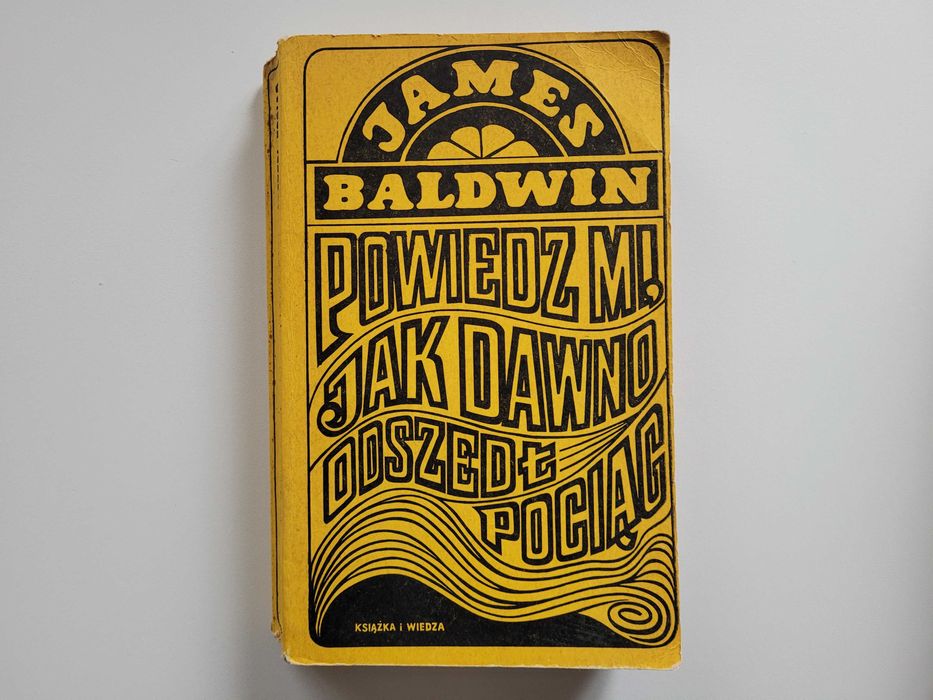 JAMES
BALDWIN
POWIEDZ MI,
JAK DAWNO
ODSZEDŁ
POCIĄG
KSIĄŻKA i WIEDZA